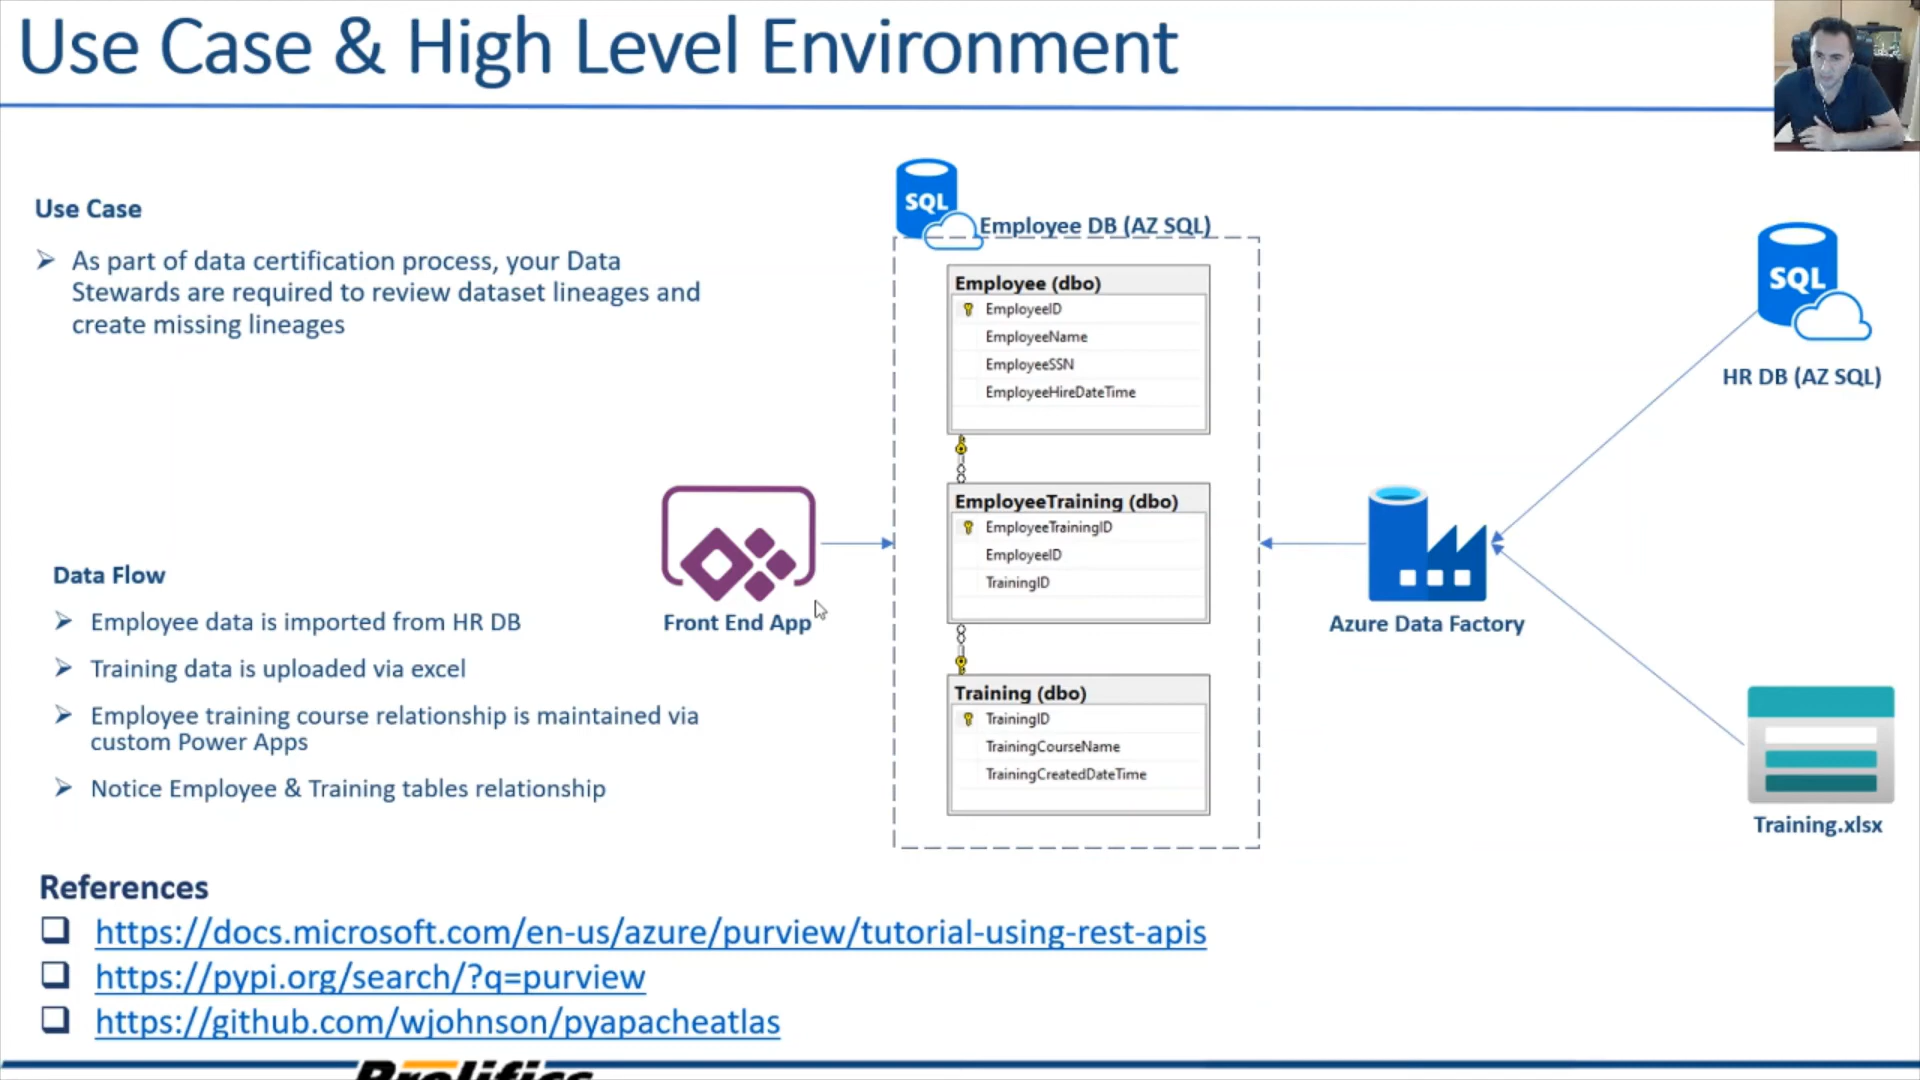 Use Case & High Level Environment
Use Case
As part of data certification process, your Data
Stewards are required to review dataset lineages and
create missing lineages
Data Flow
Employee data is imported from HR DB
Training data is uploaded via excel
Employee training course relationship is maintained via
custom Power Apps
Notice Employee & Training tables relationship
Front End App
SQL
Employee DB (AZ SQL)
Employee (dbo)
EmployeeID
EmployeeName
EmployeeSSN
EmployeeHireDateTime
EmployeeTraining (dbo)
EmployeeTrainingID
EmployeeID
TrainingID
Training (dbo)
TrainingID
TrainingCourseName
TrainingCreatedDateTime
Azure Data Factory
SQL
HR DB (AZ SQL)
Training.xlsx
References
https://docs.microsoft.com/en-us/azure/purview/tutorial-using-rest-apis
https://pypi.org/search/?q=purview
https://github.com/wjohnson/pyapacheatlas
Prolifics